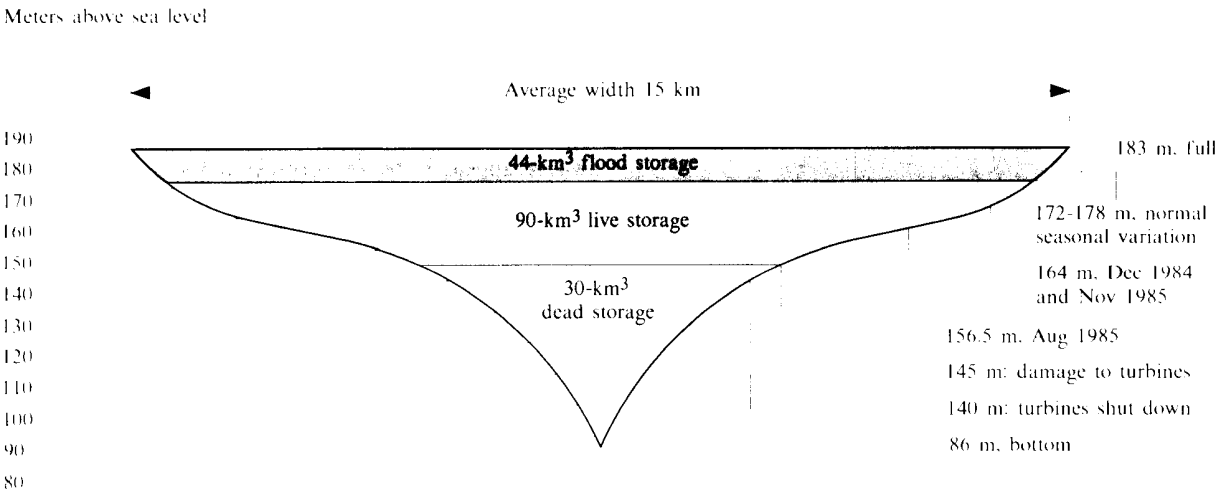 Meters above sea level
Average width 15 km
190
180
170
160
150
140
130
120
110
100
90
80
44-km³ flood storage
90-km³ live storage
30-km³
dead storage
183 m, full
172-178 m, normal
seasonal variation
164 m, Dec 1984
and Nov 1985
156.5 m, Aug 1985
145 m: damage to turbines
140 m: turbines shut down
86 m, bottom